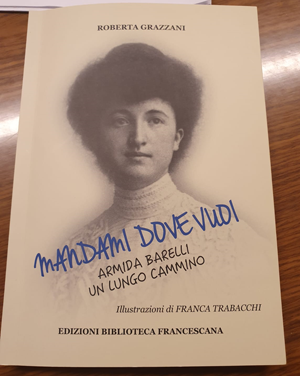 ROBERTA GRAZZANI
MANDAMI DOVE VUOI
ARMIDA BARELLI
UN LUNGO CAMMINO
Illustrazioni di FRANCA TRABACCHI
EDIZIONI BIBLIOTECA FRANCESCANA